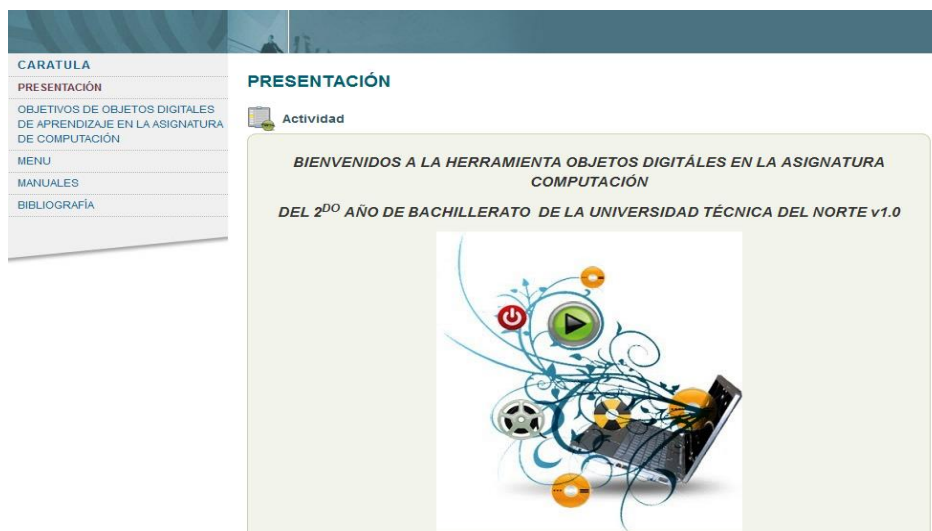 CARATULA
PRESENTACIÓN
OBJETIVOS DE OBJETOS DIGITALES
DE APRENDIZAJE EN LA ASIGNATURA
DE COMPUTACIÓN
MENU
MANUALES
BIBLIOGRAFÍA
PRESENTACIÓN
Actividad
BIENVENIDOS A LA HERRAMIENTA OBJETOS DIGITÁLES EN LA ASIGNATURA
COMPUTACIÓN
DEL 2DO AÑO DE BACHILLERATO DE LA UNIVERSIDAD TÉCNICA DEL NORTE v1.0